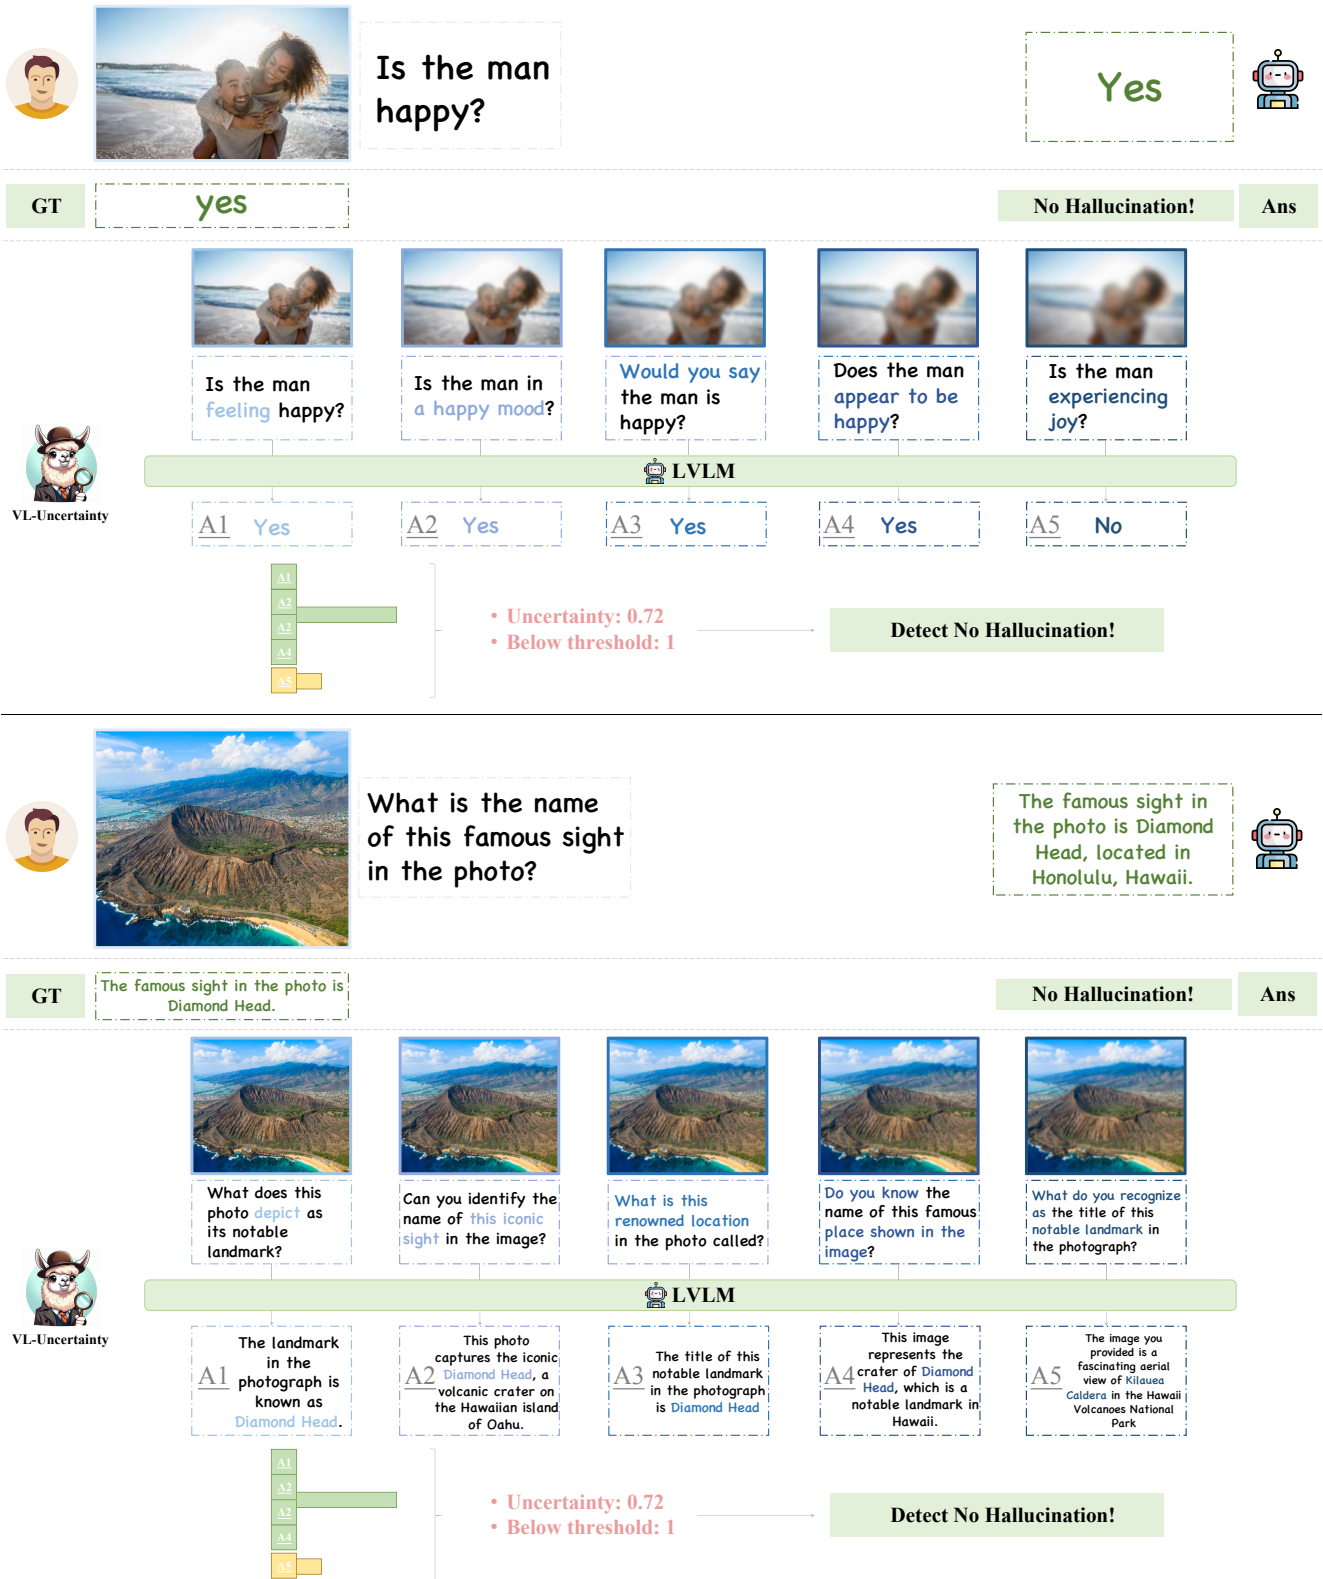 Is the man
happy?
Yes
GT
yes
No Hallucination!
Ans
Is the man
feeling happy?
Is the man in
a happy mood?
Would you say
the man is
happy?
Does the man
appear to be
happy?
Is the man
experiencing
joy?
LVLM
VL-Uncertainty
A1 Yes
A2 Yes
A3 Yes
A4 Yes
A5 No
A1
A2
A2
A4
A5
• Uncertainty: 0.72
• Below threshold: 1
Detect No Hallucination!
What is the name
of this famous sight
in the photo?
The famous sight in
the photo is Diamond
Head, located in
Honolulu, Hawaii.
GT
The famous sight in the photo is
Diamond Head.
No Hallucination!
Ans
What does this
photo depict as
its notable
landmark?
Can you identify the
name of this iconic
sight in the image?
What is this
renowned location
in the photo called?
Do you know the
name of this famous
place shown in the
image?
What do you recognize
as the title of this
notable landmark in
the photograph?
LVLM
VL-Uncertainty
A1
The landmark
in the
photograph is
known as
Diamond Head.
A2
This photo
captures the iconic
Diamond Head, a
volcanic crater on
the Hawaiian island
of Oahu.
A3
The title of this
notable landmark
in the photograph
is Diamond Head
A4
This image
represents the
crater of Diamond
Head, which is a
notable landmark in
Hawaii.
A5
The image you
provided is a
fascinating aerial
view of Kilauea
Caldera in the Hawaii
Volcanoes National
Park
A1
A2
A2
A4
A5
• Uncertainty: 0.72
• Below threshold: 1
Detect No Hallucination!